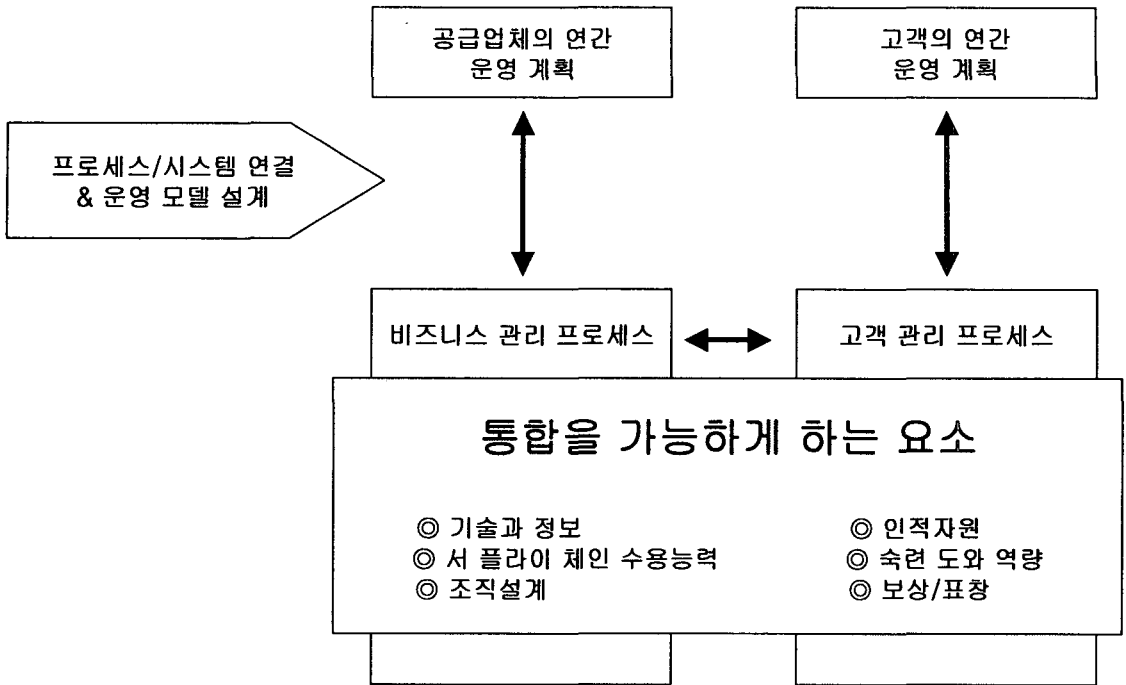 공급업체의 연간
운영 계획
고객의 연간
운영 계획
프로세스/시스템 연결
& 운영 모델 설계
비즈니스 관리 프로세스
고객 관리 프로세스
통합을 가능하게 하는 요소
◎ 기술과 정보
◎ 서 플라이 체인 수용능력
◎ 조직설계
◎ 인적자원
◎ 숙련 도와 역량
◎ 보상/표창